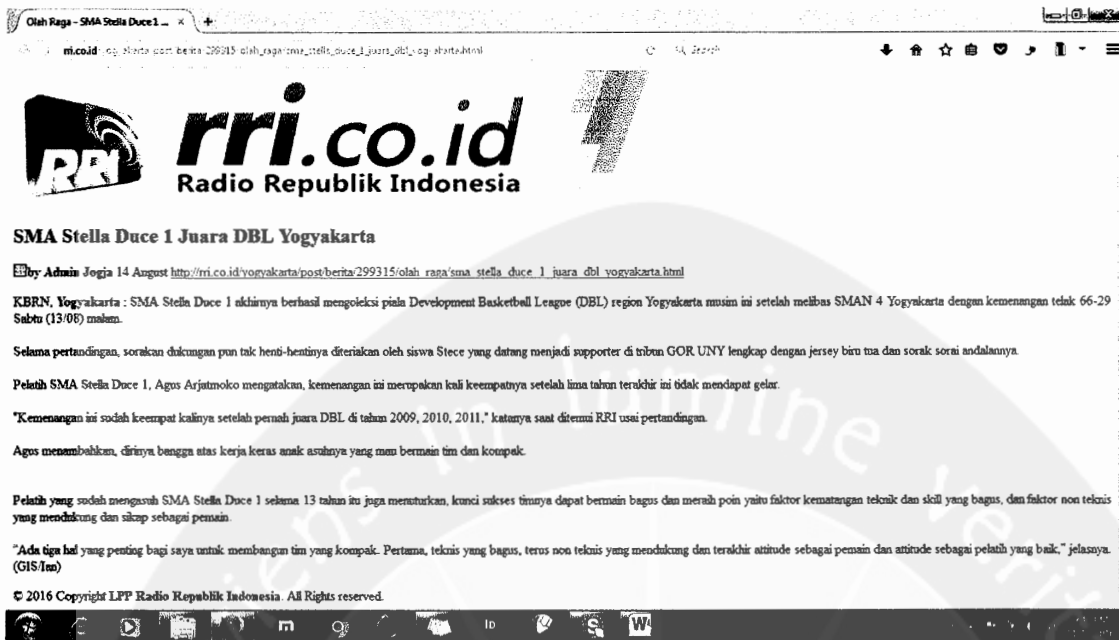 Olah Raga - SMA Stella Duce 1 ... × +
rri.co.id
Search
RRI
rri.co.id
Radio Republik Indonesia
SMA Stella Duce 1 Juara DBL Yogyakarta
by Admin Jogja 14 August http://rri.co.id/yogyakarta/post/berita/299315/olah_raga/sma_stella_duce_1_juara_dbl_yogyakarta.html
KBRN, Yogyakarta : SMA Stella Duce 1 akhirnya berhasil mengoleksi piala Development Basketball League (DBL) region Yogyakarta musim ini setelah melibas SMAN 4 Yogyakarta dengan kemenangan telak 66-29
Sabtu (13/08) malam.
Selama pertandingan, sorakan dukungan pun tak henti-hentinya diteriakan oleh siswa Stece yang datang menjadi supporter di tribun GOR UNY lengkap dengan jersey biru tua dan sorak sorai andalannya.
Pelatih SMA Stella Duce 1, Agus Arjatmoko mengatakan, kemenangan ini merupakan kali keempatnya setelah lima tahun terakhir ini tidak mendapat gelar.
"Kemenangan ini sudah keempat kalinya setelah pernah juara DBL di tahun 2009, 2010, 2011," katanya saat ditemui RRI usai pertandingan.
Agus menambahkan, dirinya bangga atas kerja keras anak asuhnya yang mau bermain tim dan kompak.
Pelatih yang sudah mengasuh SMA Stella Duce 1 selama 13 tahun itu juga menuturkan, kunci sukses timnya dapat bermain bagus dan meraih poin yaitu faktor kematangan teknik dan skill yang bagus, dan faktor non teknis
yang mendukung dan sikap sebagai pemain.
"Ada tiga hal yang penting bagi saya untuk membangun tim yang kompak. Pertama, teknis yang bagus, terus non teknis yang mendukung dan terakhir attitude sebagai pemain dan attitude sebagai pelatih yang baik," jelasnya.
(GIS/Ian)
© 2016 Copyright LPP Radio Republik Indonesia. All Rights reserved.
ID
iens in lumine veri